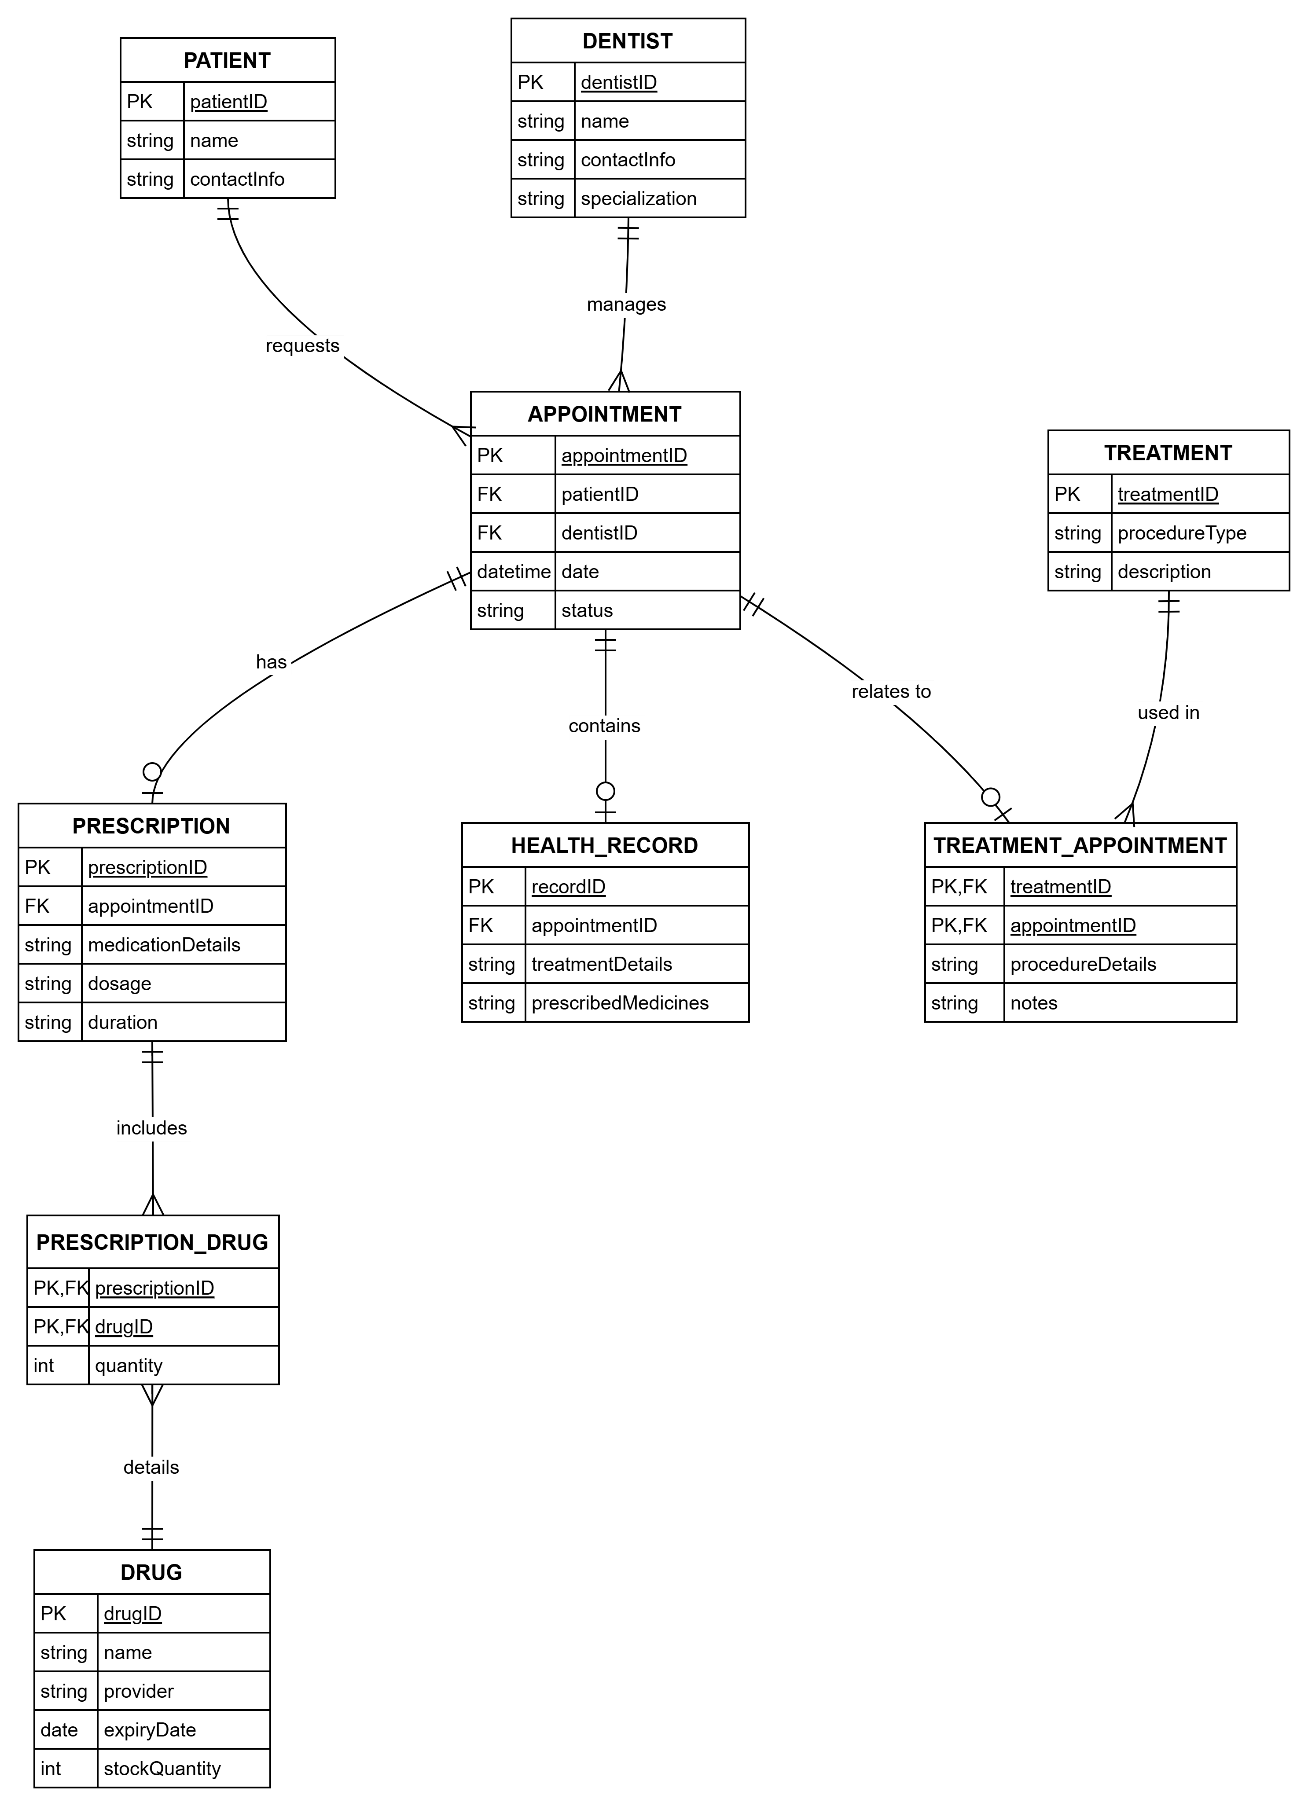 PATIENT
PK patientID
string name
string contactInfo
DENTIST
PK dentistID
string name
string contactInfo
string specialization
manages
requests
APPOINTMENT
PK appointmentID
FK patientID
FK dentistID
datetime date
string status
TREATMENT
PK treatmentID
string procedureType
string description
has
contains
relates to
used in
PRESCRIPTION
PK prescriptionID
FK appointmentID
string medicationDetails
string dosage
string duration
HEALTH_RECORD
PK recordID
FK appointmentID
string treatmentDetails
string prescribedMedicines
TREATMENT_APPOINTMENT
PK,FK treatmentID
PK,FK appointmentID
string procedureDetails
string notes
includes
PRESCRIPTION_DRUG
PK,FK prescriptionID
PK,FK drugID
int quantity
details
DRUG
PK drugID
string name
string provider
date expiryDate
int stockQuantity